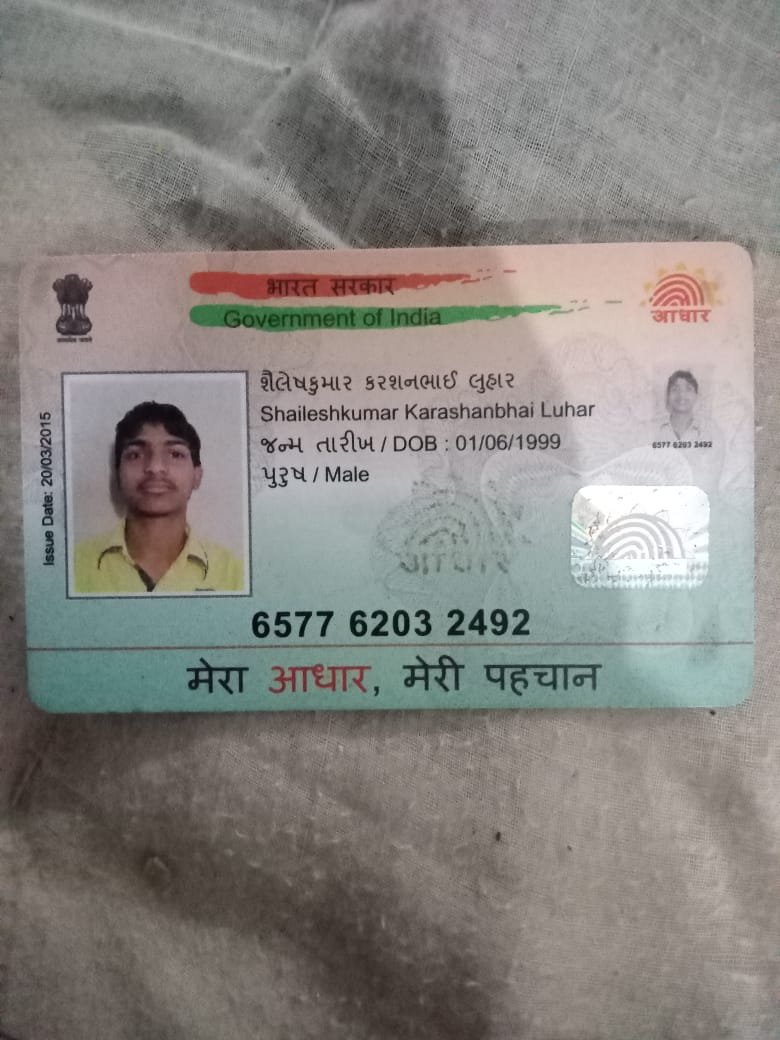 भारत सरकार
Government of India
आधार
શૈલેષકુમાર કરશનભાઈ લુહાર
Shaileshkumar Karashanbhai Luhar
જન્મ તારીખ / DOB : 01/06/1999
પુરુષ / Male
6577 6203 2492
Issue Date: 20/03/2015
आधार
6577 6203 2492
मेरा आधार, मेरी पहचान